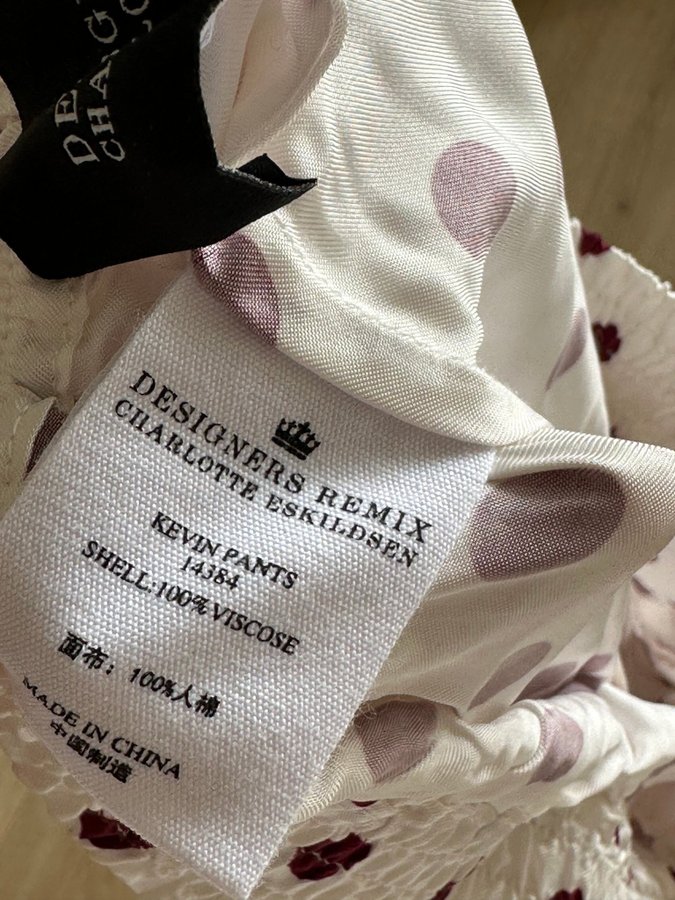 DESIGNERS REMIX
CHARLOTTE ESKILDSEN
KEVIN PANTS
14384
SHELL:100%VISCOSE
面布：100%人棉
MADE IN CHINA
中国制造